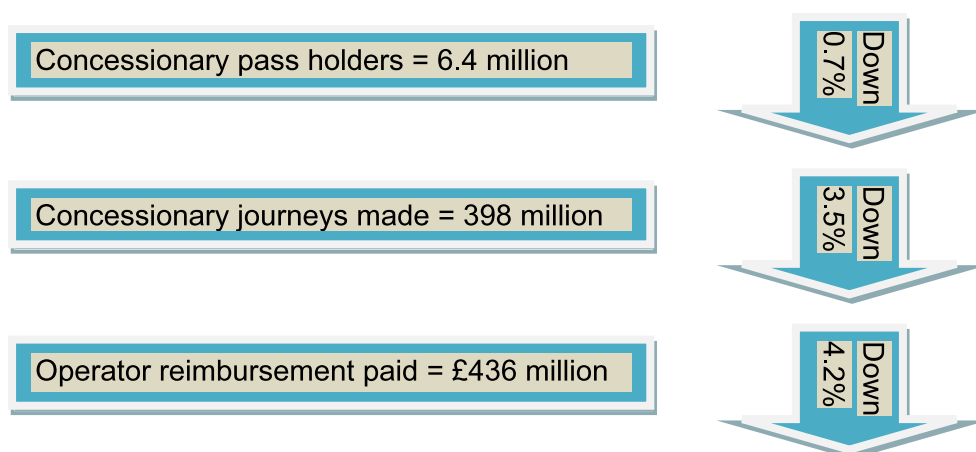 Concessionary pass holders = 6.4 million
Down
0.7%
Concessionary journeys made = 398 million
Down
3.5%
Operator reimbursement paid = £436 million
Down
4.2%